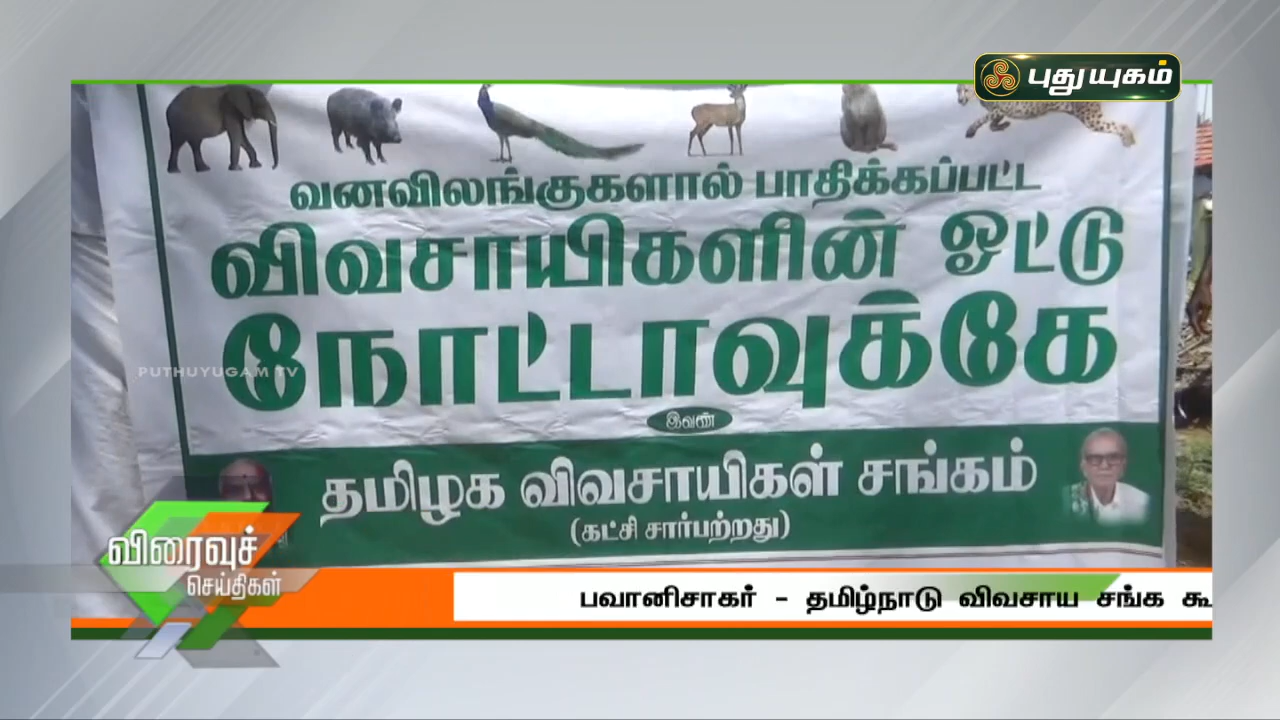 புதுயுகம்
வனவிலங்குகளால் பாதிக்கப்பட்ட
விவசாயிகளின் ஓட்டு
நோட்டாவுக்கே
PUTHUYUGAM TV
இவண்
தமிழக விவசாயிகள் சங்கம்
(கட்சி சார்பற்றது)
விரைவுச்
செய்திகள்
பவானிசாகர் - தமிழ்நாடு விவசாய சங்க கூ